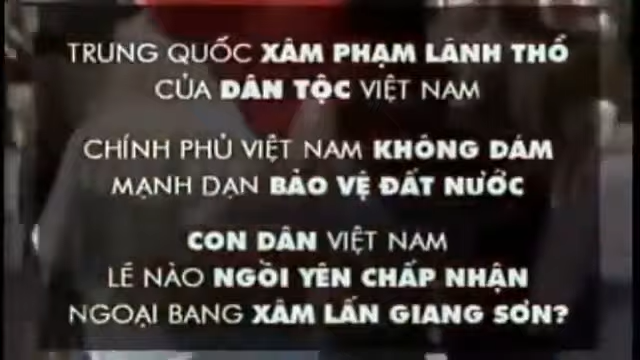 TRUNG QUỐC XÂM PHẠM LÃNH THỔ
CỦA DÂN TỘC VIỆT NAM
CHÍNH PHỦ VIỆT NAM KHÔNG DÁM
MẠNH DẠN BẢO VỆ ĐẤT NƯỚC
CON DÂN VIỆT NAM
LẼ NÀO NGỒI YÊN CHẤP NHẬN
NGOẠI BANG XÂM LẤN GIANG SƠN?